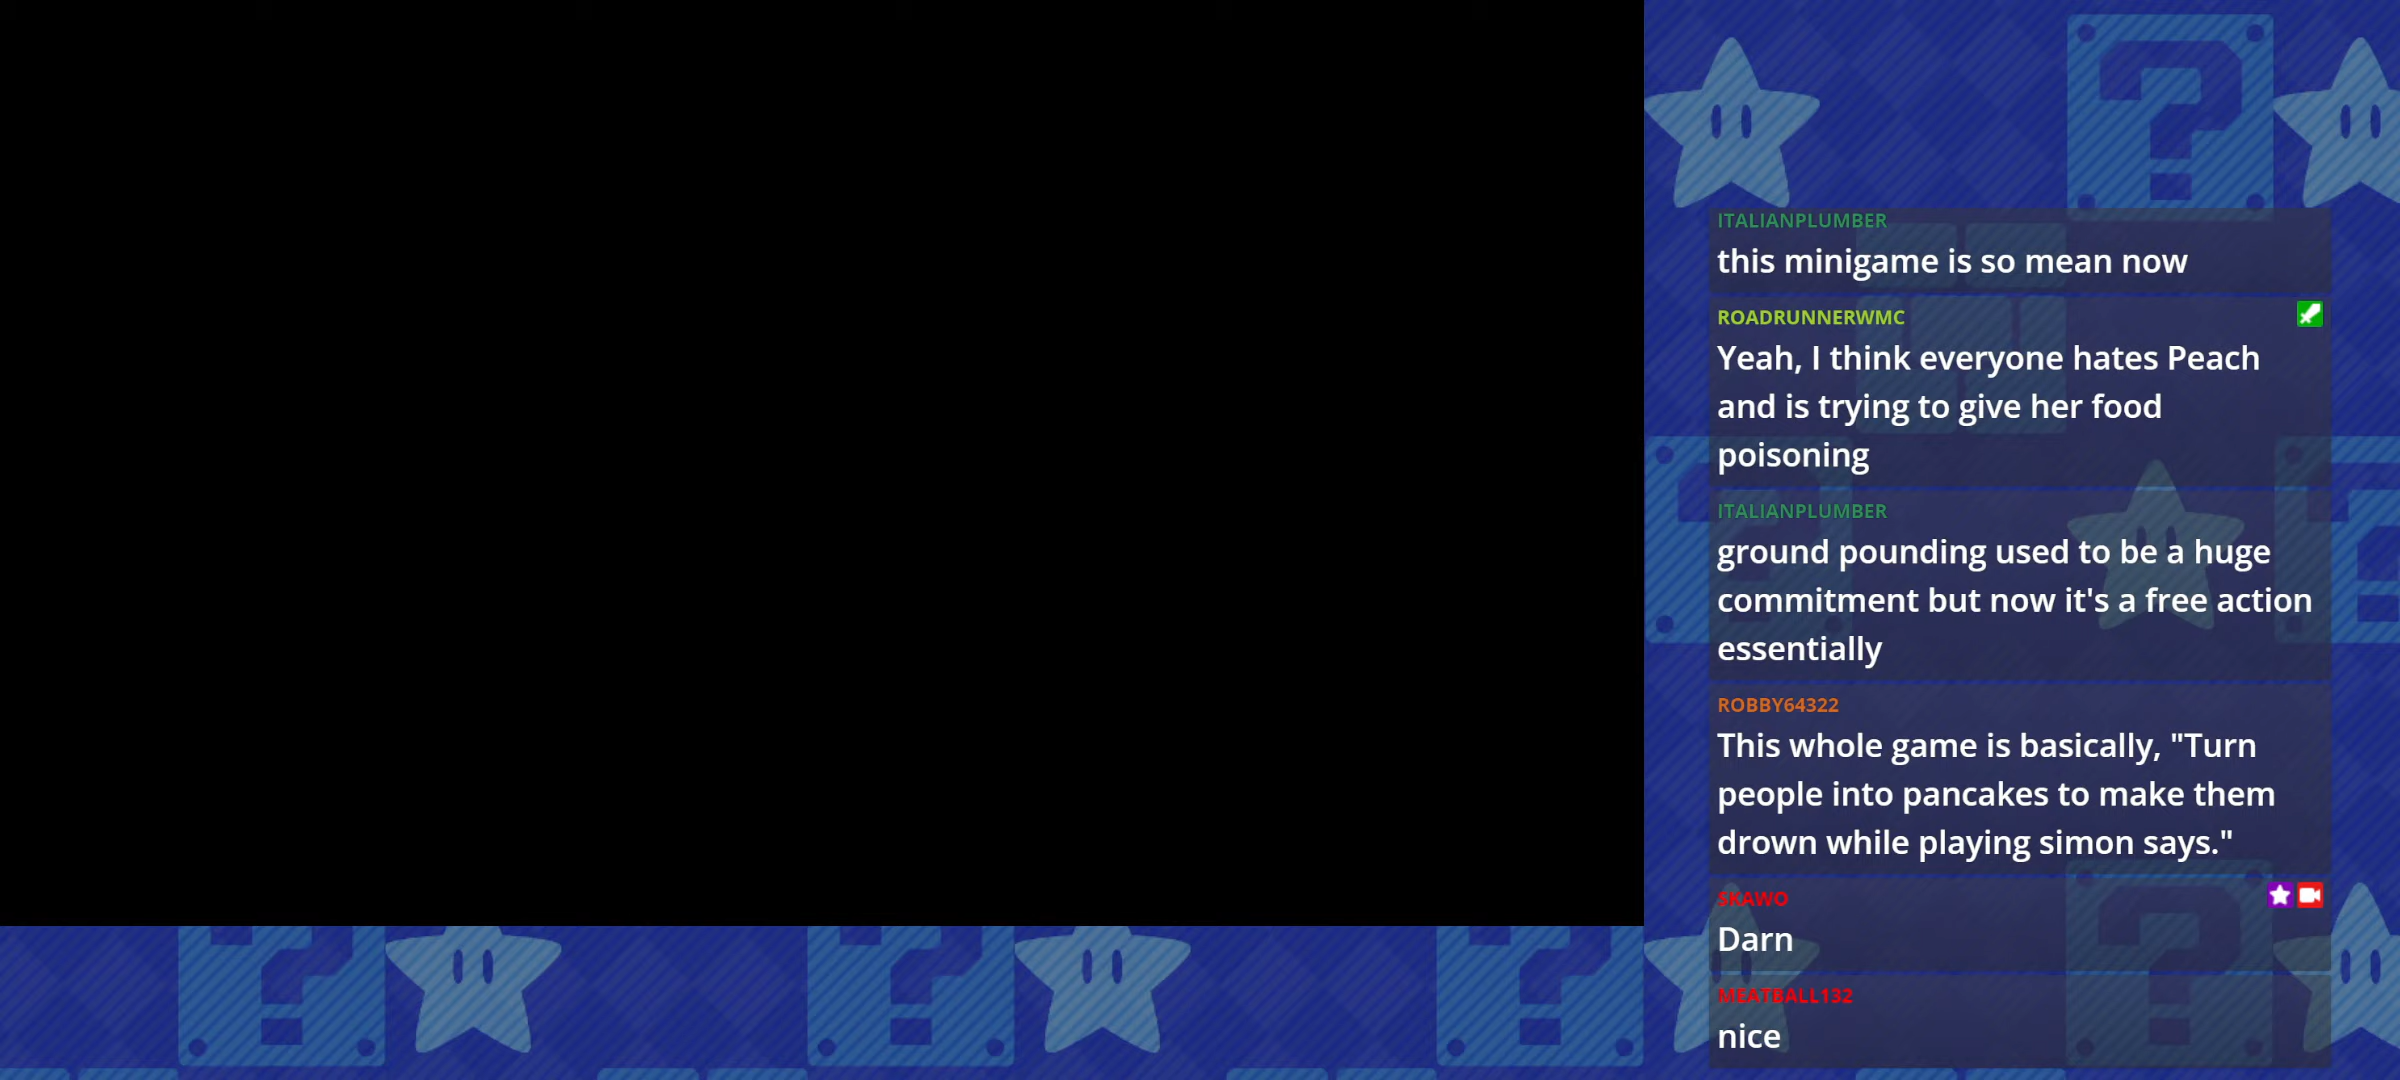 ITALIANPLUMBER
this minigame is so mean now
ROADRUNNERWMC
Yeah, I think everyone hates Peach
and is trying to give her food
poisoning
ITALIANPLUMBER
ground pounding used to be a huge
commitment but now it's a free action
essentially
ROBBY64322
This whole game is basically, "Turn
people into pancakes to make them
drown while playing simon says."
SKAWO
Darn
MEATBALL132
nice